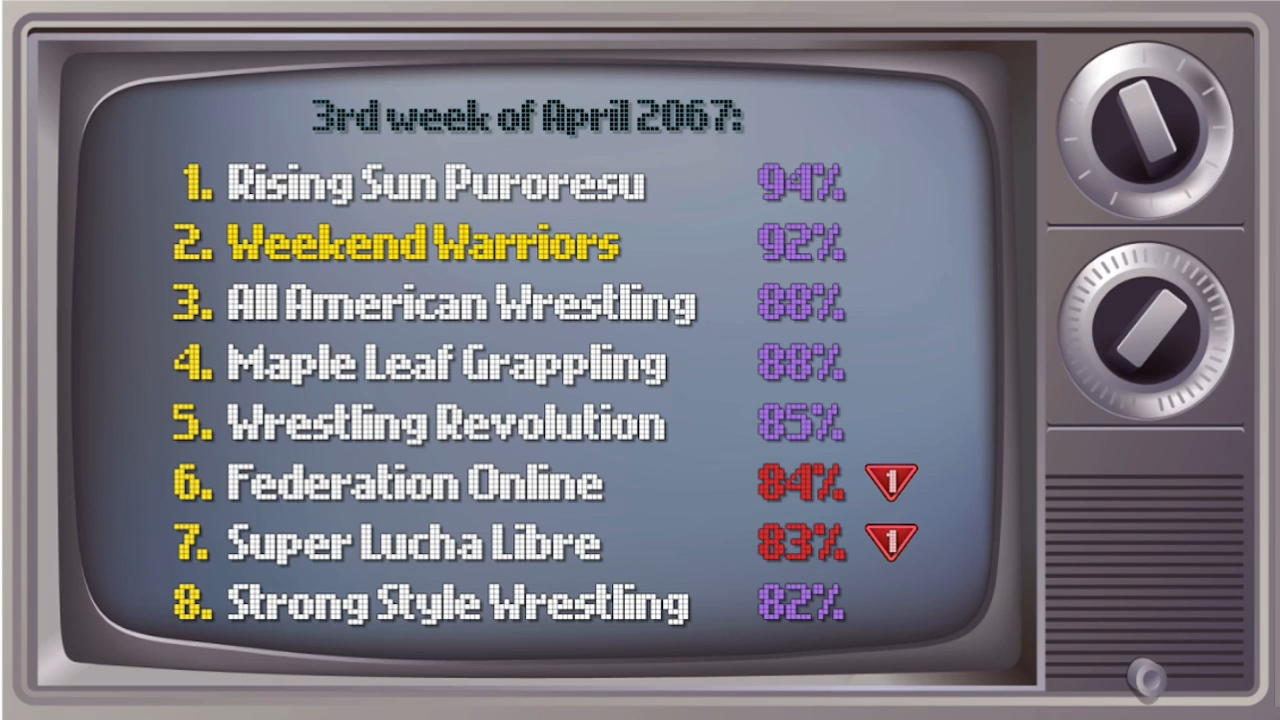 3rd week of April 2067:
1. Rising Sun Puroresu 94%
2. Weekend Warriors 92%
3. All American Wrestling 88%
4. Maple Leaf Grappling 88%
5. Wrestling Revolution 85%
6. Federation Online 84% 1
7. Super Lucha Libre 83% 1
8. Strong Style Wrestling 82%